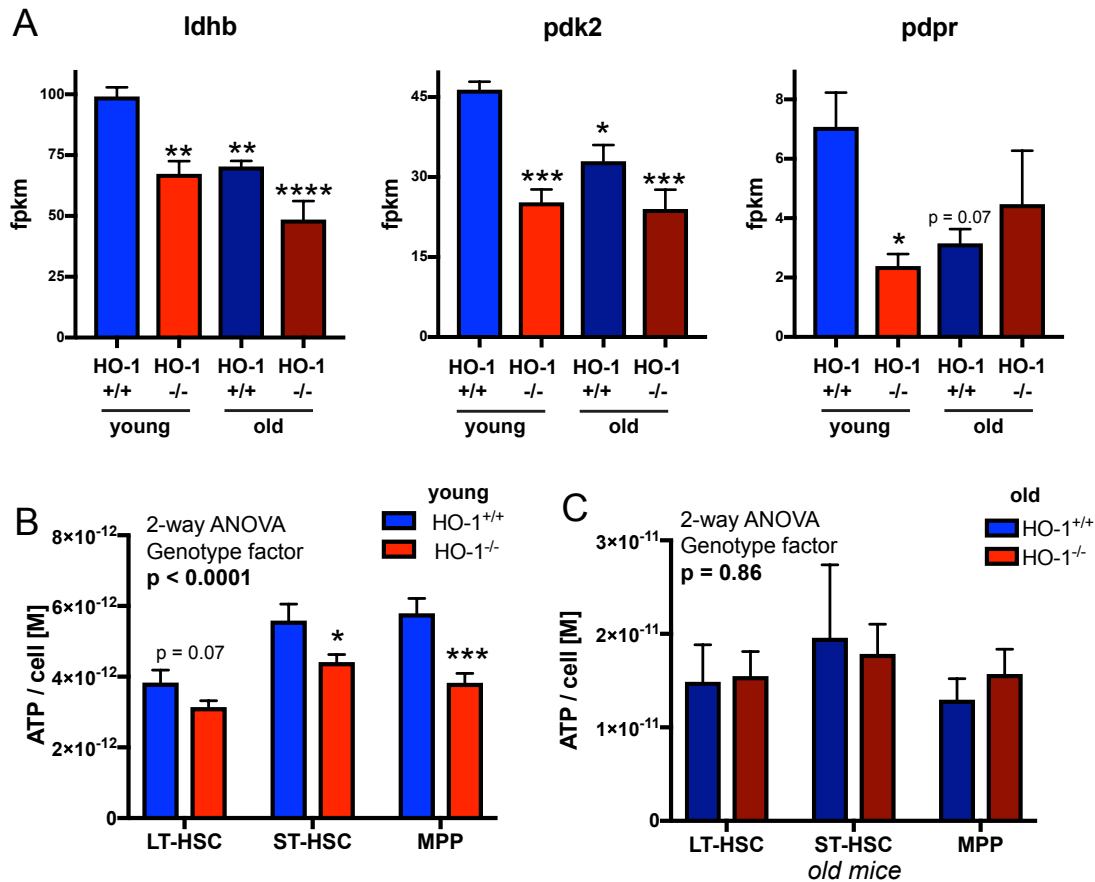 A
ldhb
pdk2
pdpr
fpkm
100
75
50
25
0
**
**
****
HO-1 HO-1 HO-1 HO-1
+/+ -/- +/+ -/-
young old
fpkm
45
30
15
0
***
*
***
HO-1 HO-1 HO-1 HO-1
+/+ -/- +/+ -/-
young old
fpkm
8
6
4
2
0
*
p = 0.07
HO-1 HO-1 HO-1 HO-1
+/+ -/- +/+ -/-
young old
B
2-way ANOVA
Genotype factor
p < 0.0001
young
HO-1+/+
HO-1-/-
ATP / cell [M]
8×10-12
6×10-12
4×10-12
2×10-12
0
p = 0.07
*
***
LT-HSC ST-HSC MPP
C
2-way ANOVA
Genotype factor
p = 0.86
old
HO-1+/+
HO-1-/-
ATP / cell [M]
3×10-11
2×10-11
1×10-11
0
LT-HSC ST-HSC MPP
old mice